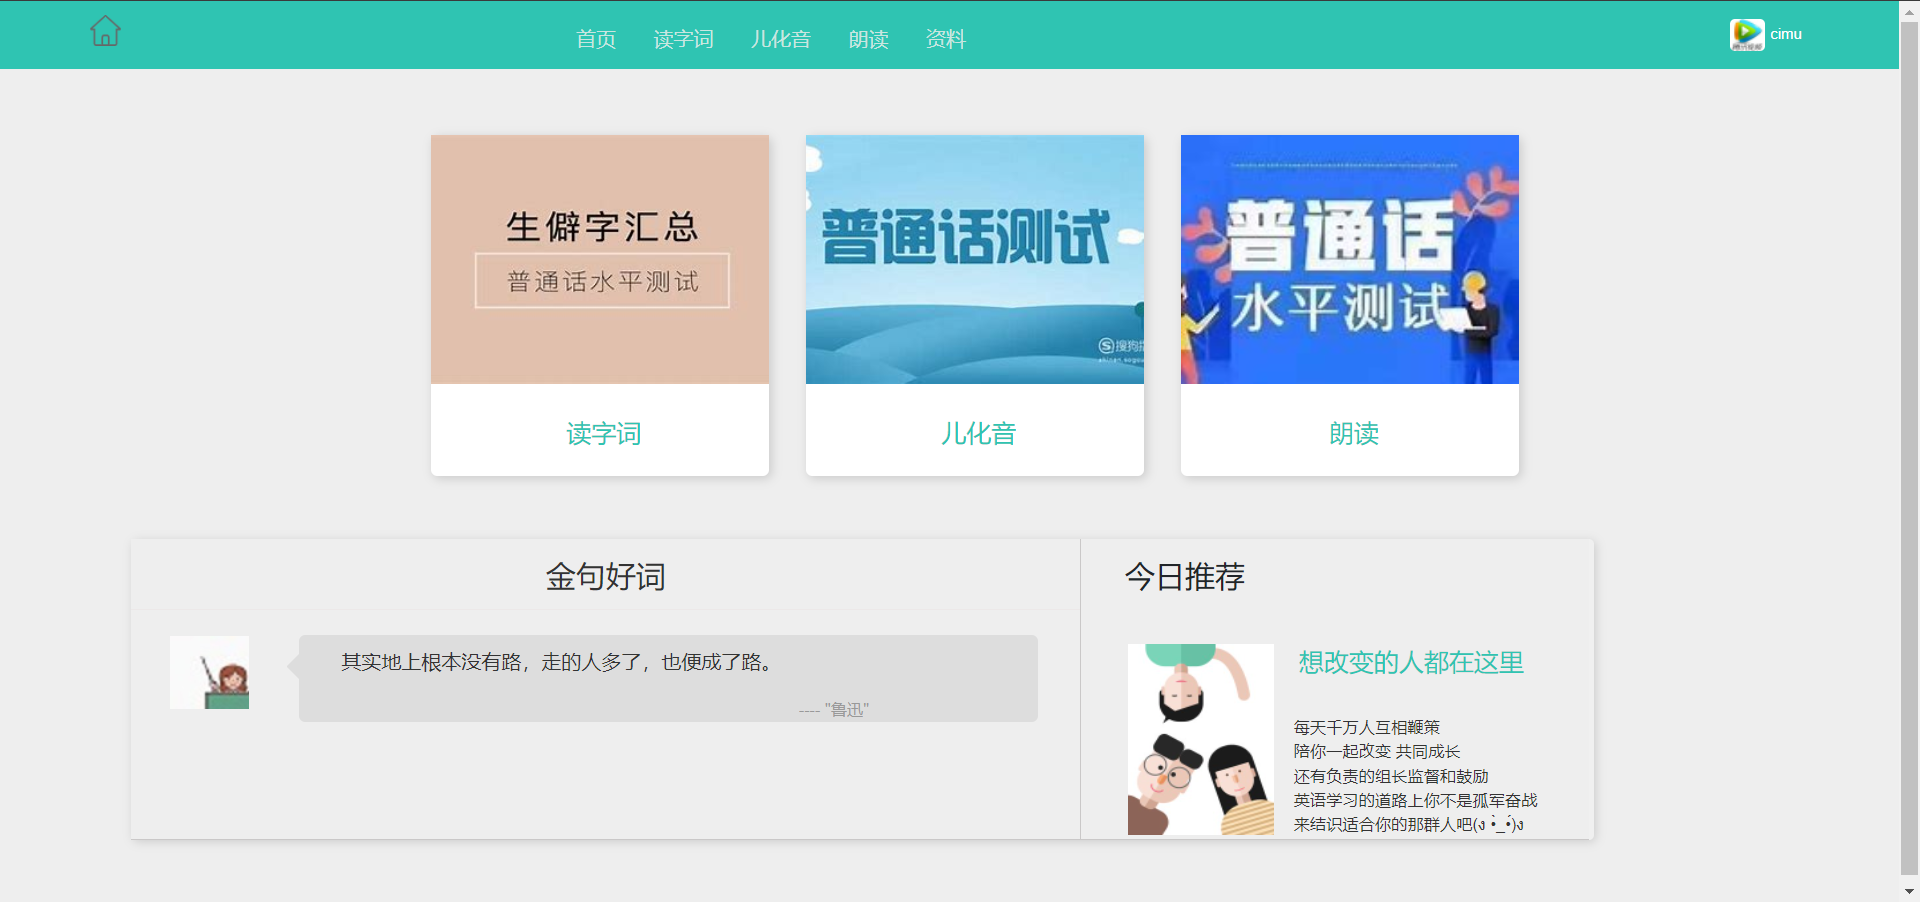 首页 读字词 儿化音 朗读 资料
cimu
生僻字汇总
普通话水平测试
读字词
普通话测试
儿化音
普通话
水平测试
朗读
金句好词
其实地上根本没有路，走的人多了，也便成了路。
---- "鲁迅"
今日推荐
想改变的人都在这里
每天千万人互相鞭策
陪你一起改变 共同成长
还有负责的组长监督和鼓励
英语学习的道路上你不是孤军奋战
来结识适合你的那群人吧(ง •̀_•́)ง